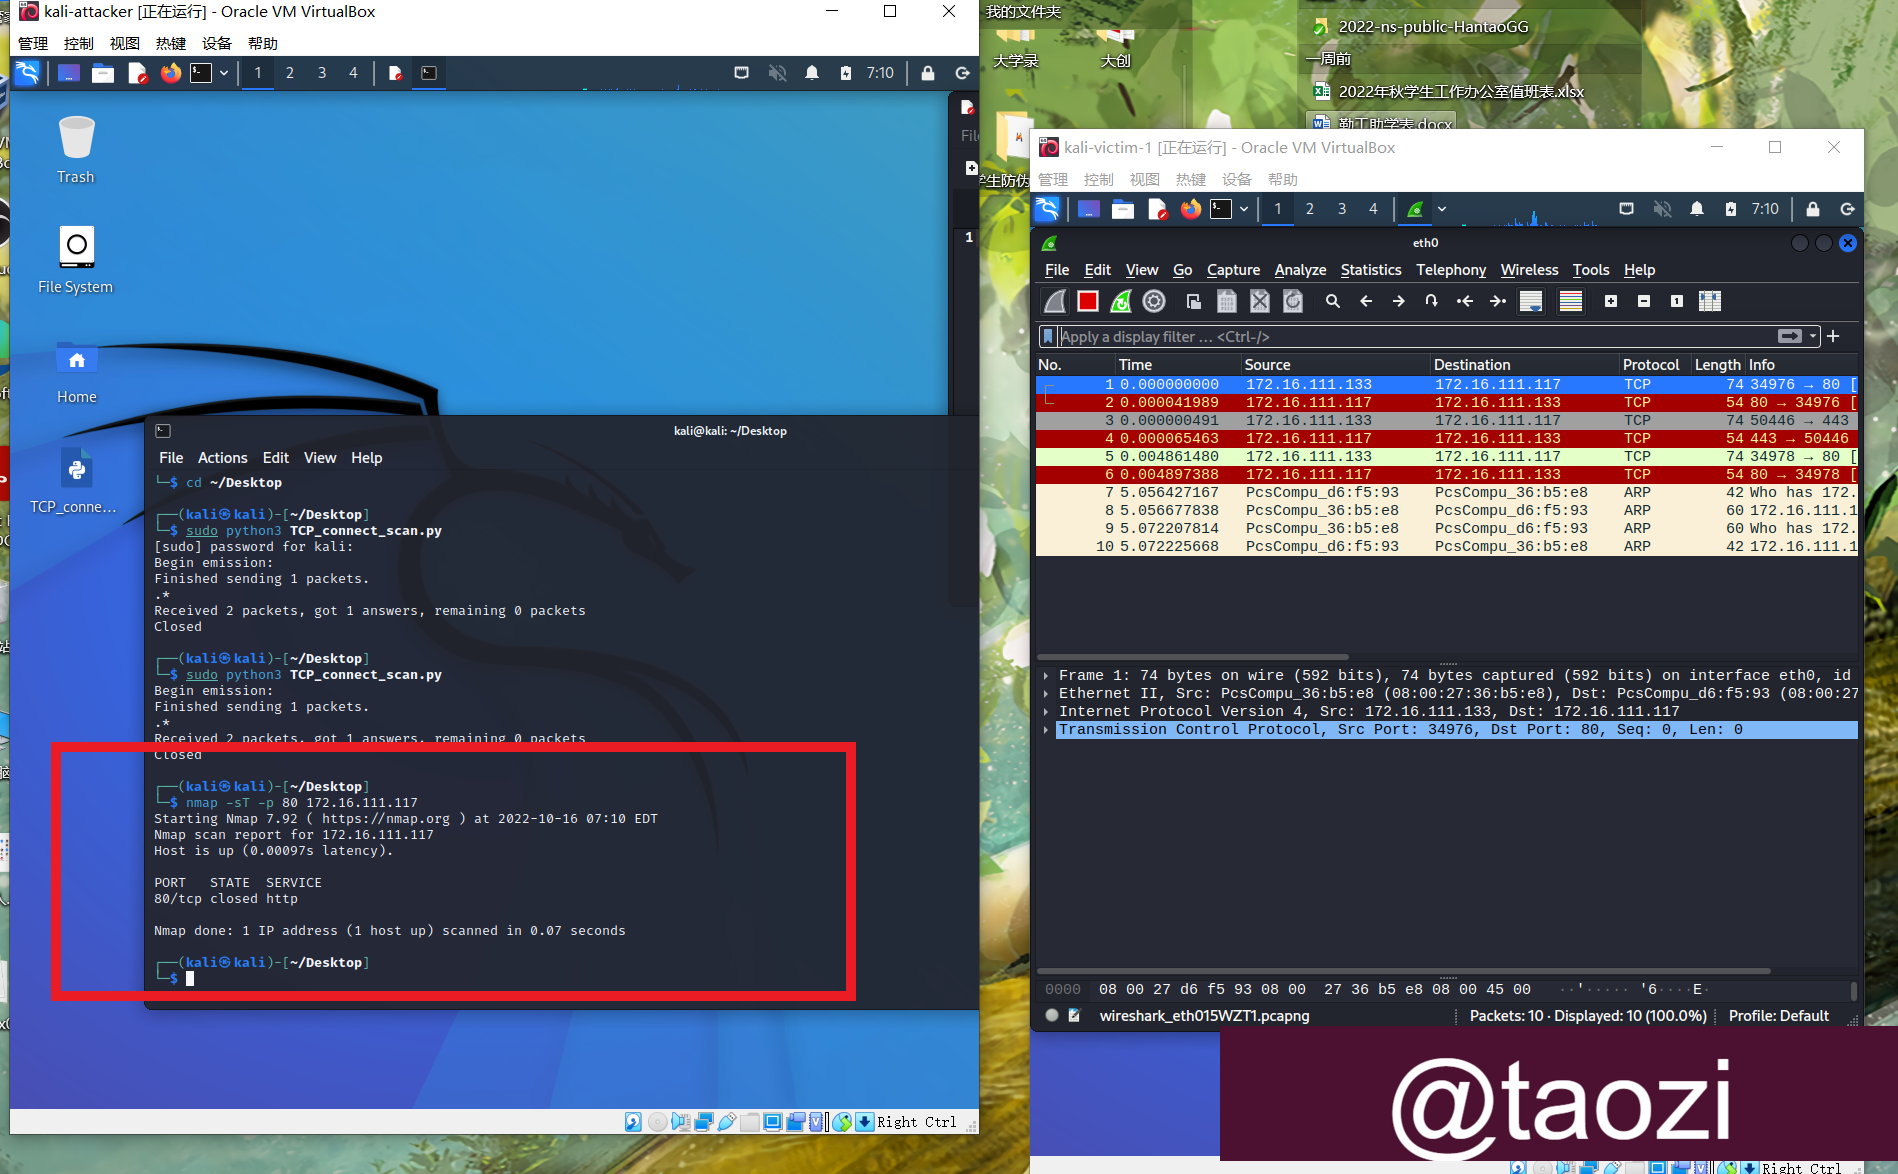 kali-attacker [正在运行] - Oracle VM VirtualBox
管理 控制 视图 热键 设备 帮助
1 2 3 4 7:10
Trash
File System
Home
TCP_conne...
kali@kali: ~/Desktop
File Actions Edit View Help
└─$ cd ~/Desktop
┌──(kali㉿kali)-[~/Desktop]
└─$ sudo python3 TCP_connect_scan.py
[sudo] password for kali:
Begin emission:
Finished sending 1 packets.
.*
Received 2 packets, got 1 answers, remaining 0 packets
Closed
┌──(kali㉿kali)-[~/Desktop]
└─$ sudo python3 TCP_connect_scan.py
Begin emission:
Finished sending 1 packets.
.*
Received 2 packets, got 1 answers, remaining 0 packets
Closed
┌──(kali㉿kali)-[~/Desktop]
└─$ nmap -sT -p 80 172.16.111.117
Starting Nmap 7.92 ( https://nmap.org ) at 2022-10-16 07:10 EDT
Nmap scan report for 172.16.111.117
Host is up (0.00097s latency).
PORT STATE SERVICE
80/tcp closed http
Nmap done: 1 IP address (1 host up) scanned in 0.07 seconds
┌──(kali㉿kali)-[~/Desktop]
└─$
Right Ctrl
1
我的文件夹
大学录
大创
2022-ns-public-HantaoGG
一周前
2022年秋学生工作办公室值班表.xlsx
勤工助学表.docx
学生防伪
kali-victim-1 [正在运行] - Oracle VM VirtualBox
管理 控制 视图 热键 设备 帮助
1 2 3 4 7:10
eth0
File Edit View Go Capture Analyze Statistics Telephony Wireless Tools Help
Apply a display filter ... <Ctrl-/>
No. Time Source Destination Protocol Length Info
1 0.000000000 172.16.111.133 172.16.111.117 TCP 74 34976 → 80 [
2 0.000041989 172.16.111.117 172.16.111.133 TCP 54 80 → 34976 [
3 0.000000491 172.16.111.133 172.16.111.117 TCP 74 50446 → 443
4 0.000065463 172.16.111.117 172.16.111.133 TCP 54 443 → 50446
5 0.004861480 172.16.111.133 172.16.111.117 TCP 74 34978 → 80 [
6 0.004897388 172.16.111.117 172.16.111.133 TCP 54 80 → 34978 [
7 5.056427167 PcsCompu_d6:f5:93 PcsCompu_36:b5:e8 ARP 42 Who has 172.
8 5.056677838 PcsCompu_36:b5:e8 PcsCompu_d6:f5:93 ARP 60 172.16.111.1
9 5.072207814 PcsCompu_36:b5:e8 PcsCompu_d6:f5:93 ARP 60 Who has 172.
10 5.072225668 PcsCompu_d6:f5:93 PcsCompu_36:b5:e8 ARP 42 172.16.111.1
Frame 1: 74 bytes on wire (592 bits), 74 bytes captured (592 bits) on interface eth0, id
Ethernet II, Src: PcsCompu_36:b5:e8 (08:00:27:36:b5:e8), Dst: PcsCompu_d6:f5:93 (08:00:27
Internet Protocol Version 4, Src: 172.16.111.133, Dst: 172.16.111.117
Transmission Control Protocol, Src Port: 34976, Dst Port: 80, Seq: 0, Len: 0
0000 08 00 27 d6 f5 93 08 00 27 36 b5 e8 08 00 45 00 ··'····· '6····E·
wireshark_eth015WZT1.pcapng Packets: 10 · Displayed: 10 (100.0%) Profile: Default
@taozi
Right Ctrl